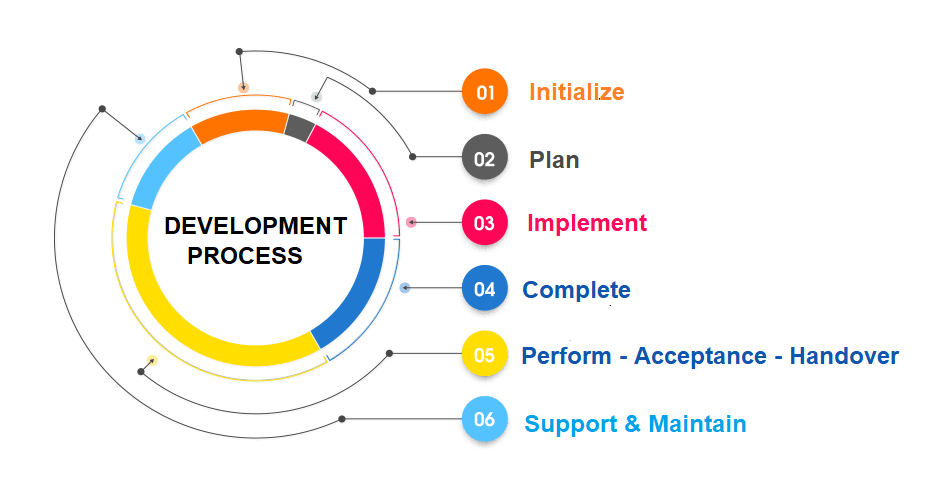 DEVELOPMENT
PROCESS
01 Initialize
02 Plan
03 Implement
04 Complete
05 Perform - Acceptance - Handover
06 Support & Maintain